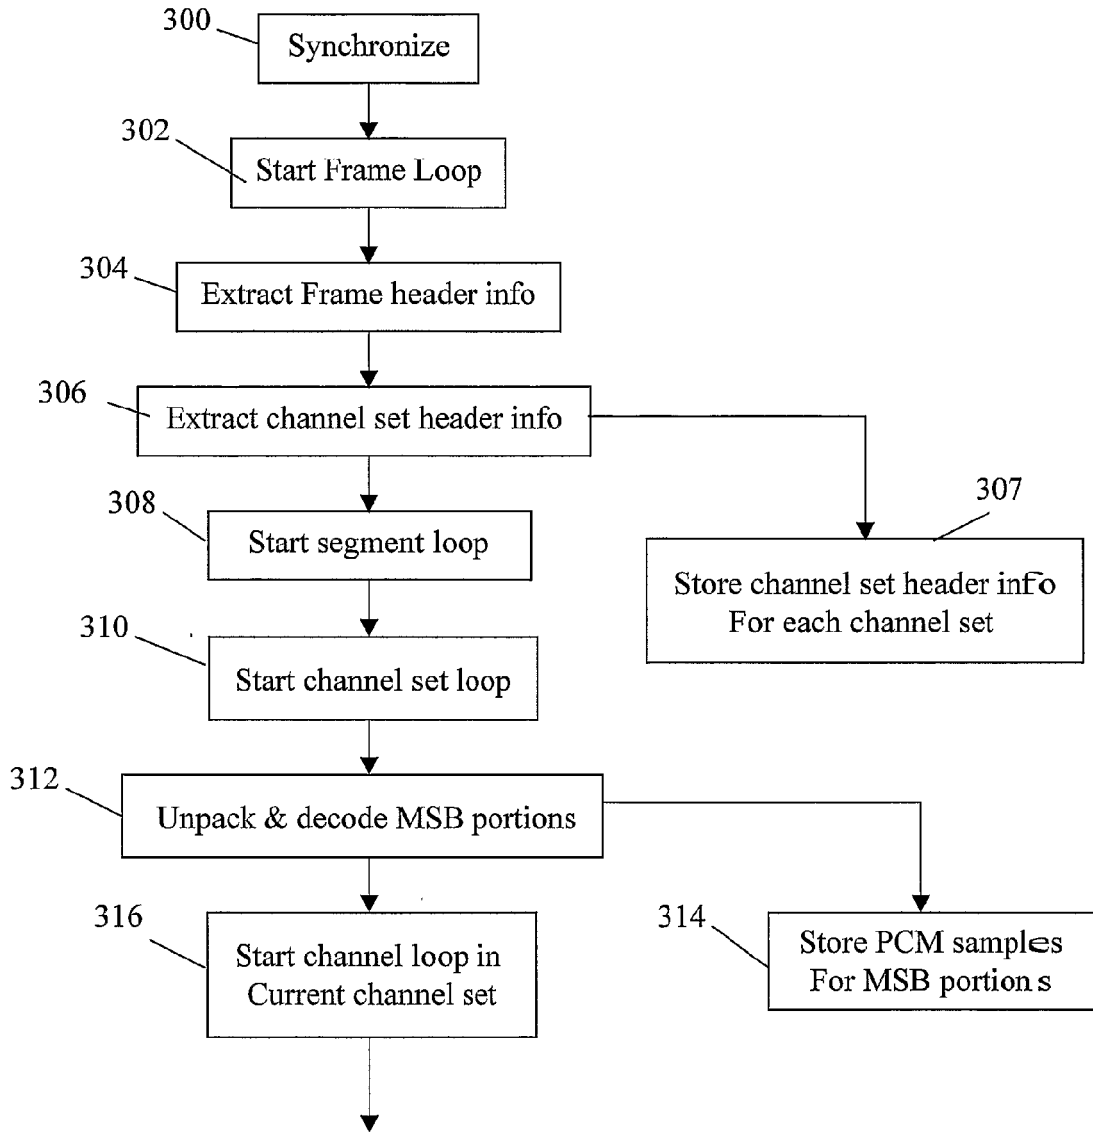 300
Synchronize
302
Start Frame Loop
304
Extract Frame header info
306
Extract channel set header info
308
Start segment loop
307
Store channel set header info
For each channel set
310
Start channel set loop
312
Unpack & decode MSB portions
316
Start channel loop in
Current channel set
314
Store PCM samples
For MSB portions